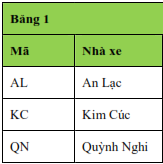 Bảng 1
Mã Nhà xe
AL An Lạc
KC Kim Cúc
QN Quỳnh Nghi